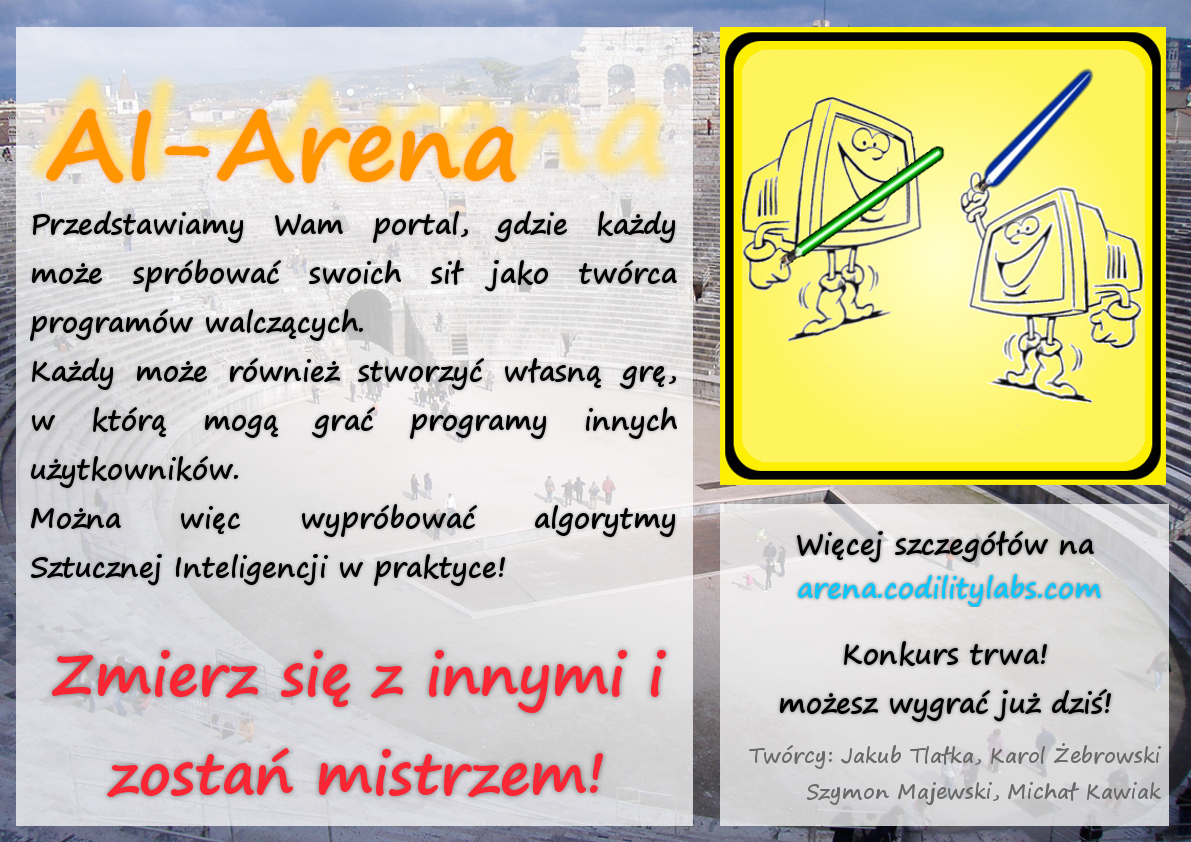 AI-Arena
Przedstawiamy Wam portal, gdzie każdy
może spróbować swoich sił jako twórca
programów walczących.
Każdy może również stworzyć własną grę,
w którą mogą grać programy innych
użytkowników.
Można więc wypróbować algorytmy
Sztucznej Inteligencji w praktyce!
Zmierz się z innymi i
zostań mistrzem!
Więcej szczegółów na
arena.codilitylabs.com
Konkurs trwa!
możesz wygrać już dziś!
Twórcy: Jakub Tlałka, Karol Żebrowski
Szymon Majewski, Michał Kawiak